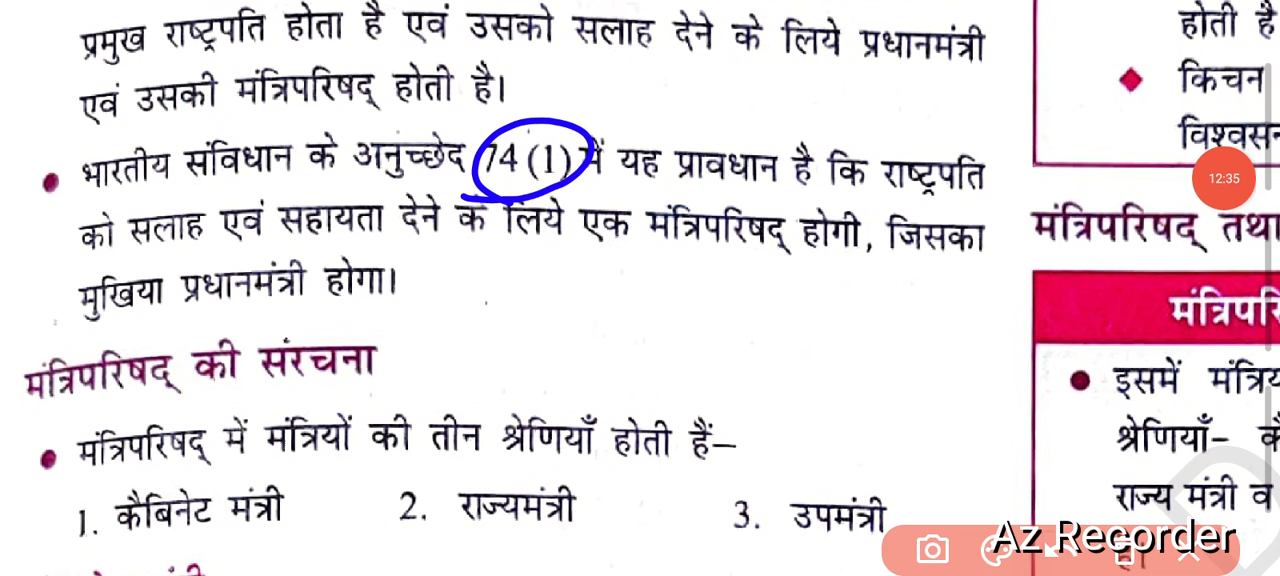 प्रमुख राष्ट्रपति होता है एवं उसको सलाह देने के लिये प्रधानमंत्री
एवं उसकी मंत्रिपरिषद् होती है।
भारतीय संविधान के अनुच्छेद 74 (1) में यह प्रावधान है कि राष्ट्रपति
को सलाह एवं सहायता देने के लिये एक मंत्रिपरिषद् होगी, जिसका
मुखिया प्रधानमंत्री होगा।
मंत्रिपरिषद् की संरचना
मंत्रिपरिषद् में मंत्रियों की तीन श्रेणियाँ होती हैं–
1. कैबिनेट मंत्री 2. राज्यमंत्री 3. उपमंत्री
होती है
किचन
12:35
मंत्रिपरिषद् तथा
इसमें
श्रेणियाँ–
राज्य मंत्री व
Az Recorder